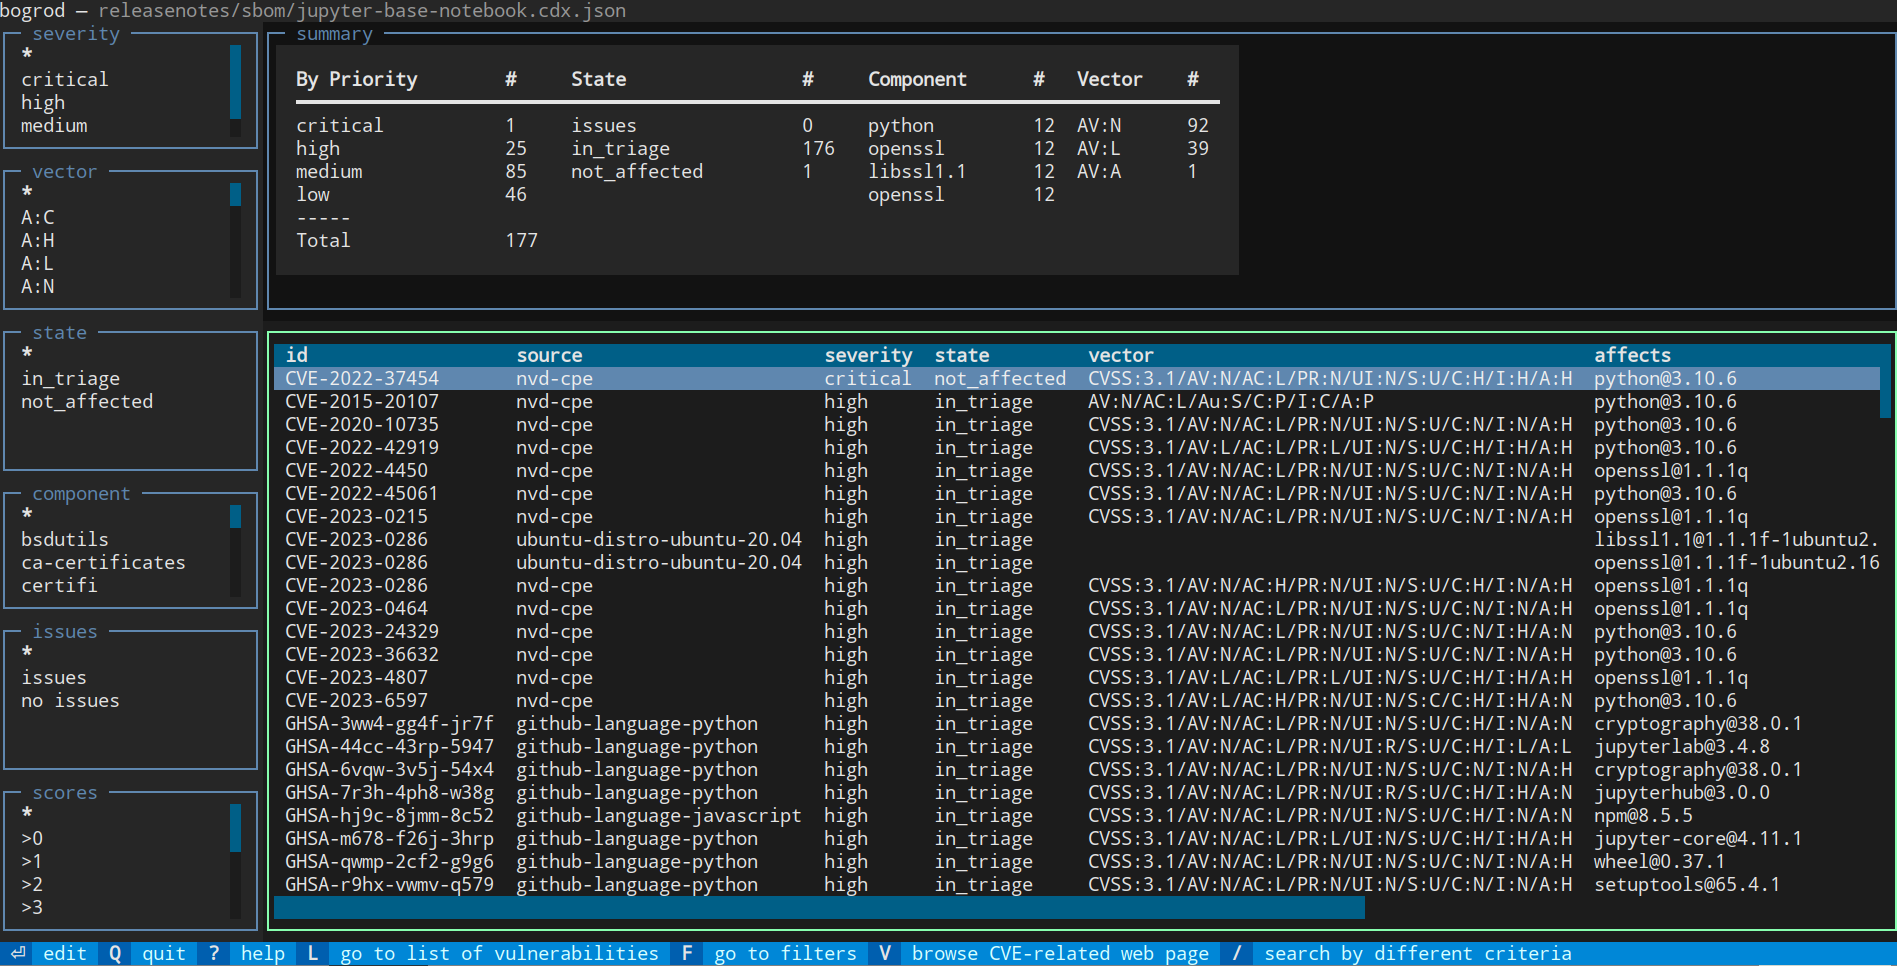 bogrod — releasenotes/sbom/jupyter-base-notebook.cdx.json
severity
*
critical
high
medium
vector
*
A:C
A:H
A:L
A:N
state
*
in_triage
not_affected
component
*
bsdutils
ca-certificates
certifi
issues
*
issues
no issues
scores
*
>0
>1
>2
>3
summary
By Priority # State # Component # Vector #
critical 1 issues 0 python 12 AV:N 92
high 25 in_triage 176 openssl 12 AV:L 39
medium 85 not_affected 1 libssl1.1 12 AV:A 1
low 46 openssl 12
-----
Total 177
id source severity state vector affects
CVE-2022-37454 nvd-cpe critical not_affected CVSS:3.1/AV:N/AC:L/PR:N/UI:N/S:U/C:H/I:H/A:H python@3.10.6
CVE-2015-20107 nvd-cpe high in_triage AV:N/AC:L/Au:S/C:P/I:C/A:P python@3.10.6
CVE-2020-10735 nvd-cpe high in_triage CVSS:3.1/AV:N/AC:L/PR:N/UI:N/S:U/C:N/I:N/A:H python@3.10.6
CVE-2022-42919 nvd-cpe high in_triage CVSS:3.1/AV:L/AC:L/PR:L/UI:N/S:U/C:H/I:H/A:H python@3.10.6
CVE-2022-4450 nvd-cpe high in_triage CVSS:3.1/AV:N/AC:L/PR:N/UI:N/S:U/C:N/I:N/A:H openssl@1.1.1q
CVE-2022-45061 nvd-cpe high in_triage CVSS:3.1/AV:N/AC:L/PR:N/UI:N/S:U/C:N/I:N/A:H python@3.10.6
CVE-2023-0215 nvd-cpe high in_triage CVSS:3.1/AV:N/AC:L/PR:N/UI:N/S:U/C:N/I:N/A:H openssl@1.1.1q
CVE-2023-0286 ubuntu-distro-ubuntu-20.04 high in_triage libssl1.1@1.1.1f-1ubuntu2.
CVE-2023-0286 ubuntu-distro-ubuntu-20.04 high in_triage openssl@1.1.1f-1ubuntu2.16
CVE-2023-0286 nvd-cpe high in_triage CVSS:3.1/AV:N/AC:H/PR:N/UI:N/S:U/C:H/I:N/A:H openssl@1.1.1q
CVE-2023-0464 nvd-cpe high in_triage CVSS:3.1/AV:N/AC:L/PR:N/UI:N/S:U/C:N/I:N/A:H openssl@1.1.1q
CVE-2023-24329 nvd-cpe high in_triage CVSS:3.1/AV:N/AC:L/PR:N/UI:N/S:U/C:N/I:H/A:N python@3.10.6
CVE-2023-36632 nvd-cpe high in_triage CVSS:3.1/AV:N/AC:L/PR:N/UI:N/S:U/C:N/I:N/A:H python@3.10.6
CVE-2023-4807 nvd-cpe high in_triage CVSS:3.1/AV:L/AC:L/PR:L/UI:N/S:U/C:H/I:H/A:H openssl@1.1.1q
CVE-2023-6597 nvd-cpe high in_triage CVSS:3.1/AV:L/AC:H/PR:N/UI:N/S:C/C:H/I:H/A:N python@3.10.6
GHSA-3ww4-gg4f-jr7f github-language-python high in_triage CVSS:3.1/AV:N/AC:L/PR:N/UI:N/S:U/C:H/I:N/A:N cryptography@38.0.1
GHSA-44cc-43rp-5947 github-language-python high in_triage CVSS:3.1/AV:N/AC:L/PR:N/UI:R/S:U/C:H/I:L/A:L jupyterlab@3.4.8
GHSA-6vqw-3v5j-54x4 github-language-python high in_triage CVSS:3.1/AV:N/AC:L/PR:N/UI:N/S:U/C:N/I:N/A:H cryptography@38.0.1
GHSA-7r3h-4ph8-w38g github-language-python high in_triage CVSS:3.1/AV:N/AC:L/PR:N/UI:R/S:U/C:H/I:H/A:N jupyterhub@3.0.0
GHSA-hj9c-8jmm-8c52 github-language-javascript high in_triage CVSS:3.1/AV:N/AC:L/PR:N/UI:N/S:U/C:H/I:N/A:N npm@8.5.5
GHSA-m678-f26j-3hrp github-language-python high in_triage CVSS:3.1/AV:N/AC:L/PR:L/UI:N/S:U/C:H/I:H/A:H jupyter-core@4.11.1
GHSA-qwmp-2cf2-g9g6 github-language-python high in_triage CVSS:3.1/AV:N/AC:L/PR:N/UI:N/S:U/C:N/I:N/A:H wheel@0.37.1
GHSA-r9hx-vwmv-q579 github-language-python high in_triage CVSS:3.1/AV:N/AC:L/PR:N/UI:N/S:U/C:N/I:N/A:H setuptools@65.4.1
⏎ edit Q quit ? help L go to list of vulnerabilities F go to filters V browse CVE-related web page / search by different criteria